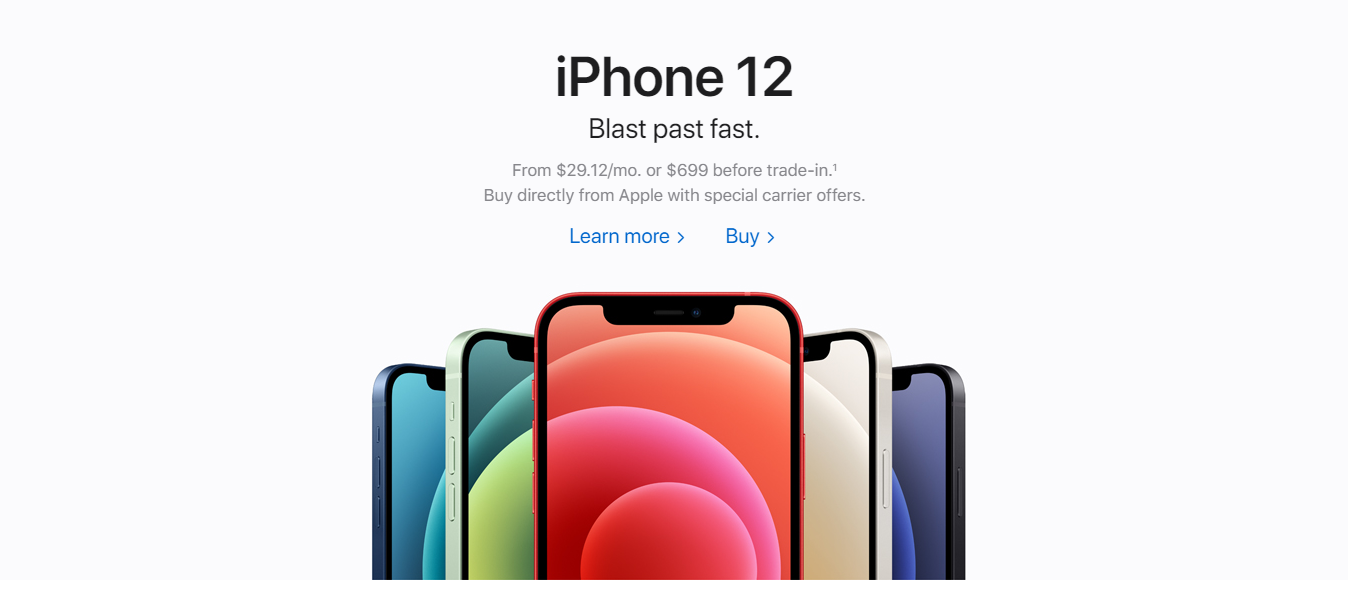 iPhone 12
Blast past fast.
From $29.12/mo. or $699 before trade-in.¹
Buy directly from Apple with special carrier offers.
Learn more >
Buy >